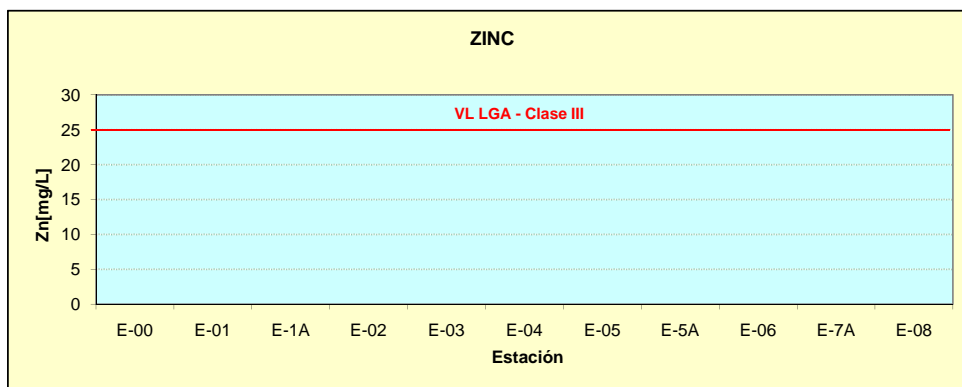 ZINC
30
VL LGA - Clase III
25
20
15
10
5
0
Zn[mg/L]
E-00 E-01 E-1A E-02 E-03 E-04 E-05 E-5A E-06 E-7A E-08
Estación